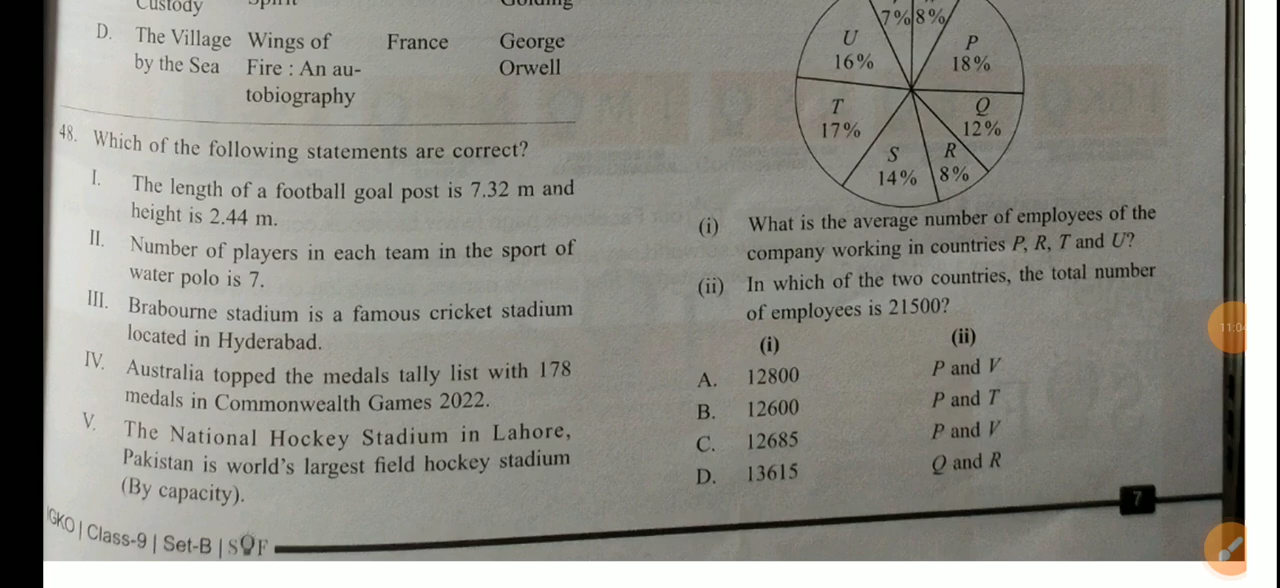 Custody
D. The Village Wings of France George
by the Sea Fire : An au- Orwell
tobiography
48. Which of the following statements are correct?
I. The length of a football goal post is 7.32 m and
height is 2.44 m.
II. Number of players in each team in the sport of
water polo is 7.
III. Brabourne stadium is a famous cricket stadium
located in Hyderabad.
IV. Australia topped the medals tally list with 178
medals in Commonwealth Games 2022.
V. The National Hockey Stadium in Lahore,
Pakistan is world's largest field hockey stadium
(By capacity).
GKO | Class-9 | Set-B | SOF
7% 8%
U P
16% 18%
T Q
17% 12%
S R
14% 8%
(i) What is the average number of employees of the
company working in countries P, R, T and U?
(ii) In which of the two countries, the total number
of employees is 21500?
(i) (ii)
A. 12800 P and V
B. 12600 P and T
C. 12685 P and V
D. 13615 Q and R
7